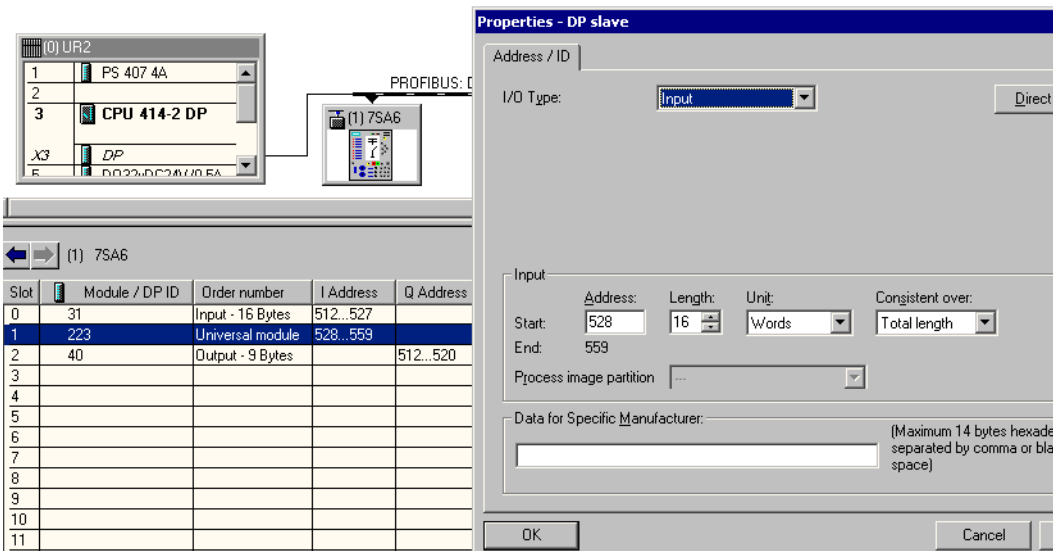 (0) UR2
1 PS 407 4A
2
3 CPU 414-2 DP
X3 DP
5 DO32xDC24V/0.5A
PROFIBUS: D
(1) 7SA6
(1) 7SA6
Slot Module / DP ID Order number I Address Q Address
0 31 Input - 16 Bytes 512...527
1 223 Universal module 528...559
2 40 Output - 9 Bytes 512...520
3
4
5
6
7
8
9
10
11
Properties - DP slave
Address / ID
I/O Type: Input Direct
Input
Address: Length: Unit: Consistent over:
Start: 528 16 Words Total length
End: 559
Process image partition ---
Data for Specific Manufacturer:
(Maximum 14 bytes hexade
separated by comma or bla
space)
OK Cancel